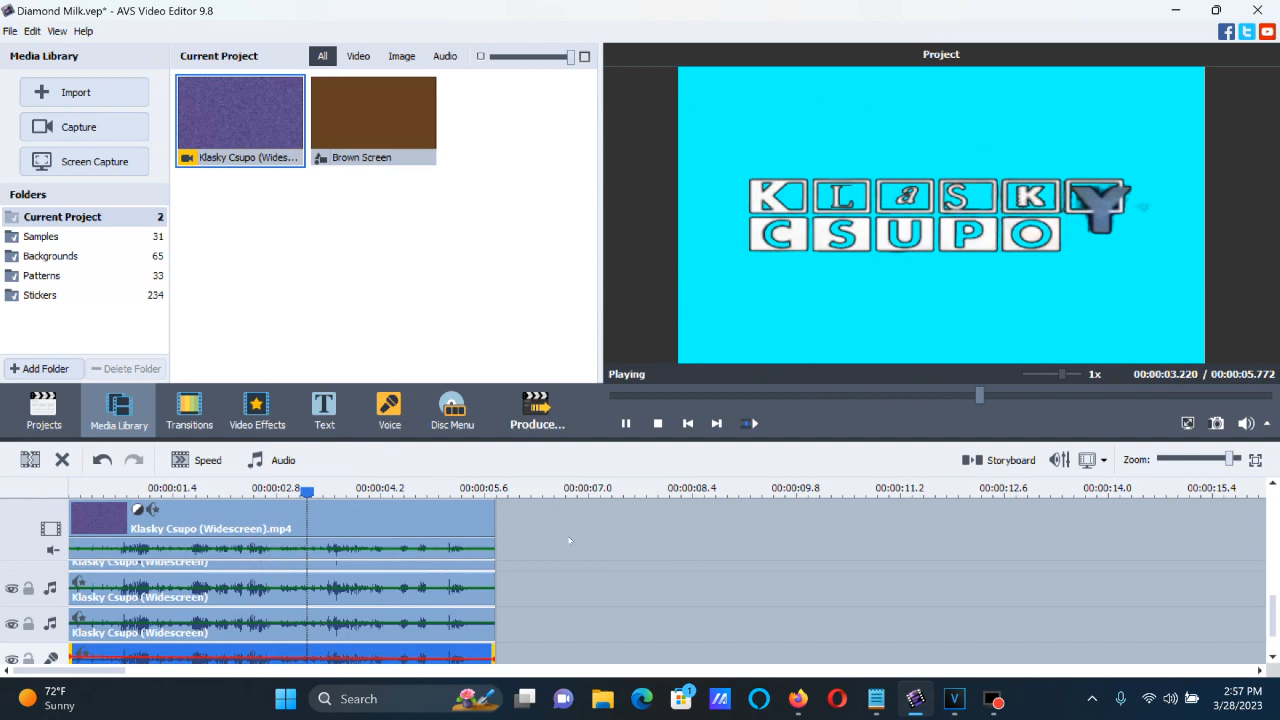 Diamond Milk.vep* - AVS Video Editor 9.8
File Edit View Help
Media Library
Import
Capture
Screen Capture
Folders
Current Project 2
Samples 31
Backgrounds 65
Patterns 33
Stickers 234
Add Folder
Delete Folder
Current Project
All Video Image Audio
Klasky Csupo (Wides...
Brown Screen
Project
KLaSKY
CSUPO
Playing
1x
00:00:03.220 / 00:00:05.772
Projects
Media Library
Transitions
Video Effects
Text
Voice
Disc Menu
Produce...
Speed
Audio
Storyboard
Zoom:
00:00:01.4 00:00:02.8 00:00:04.2 00:00:05.6 00:00:07.0 00:00:08.4 00:00:09.8 00:00:11.2 00:00:12.6 00:00:14.0 00:00:15.4
Klasky Csupo (Widescreen).mp4
Klasky Csupo (Widescreen)
Klasky Csupo (Widescreen)
Klasky Csupo (Widescreen)
72°F
Sunny
Search
1
2:57 PM
3/28/2023